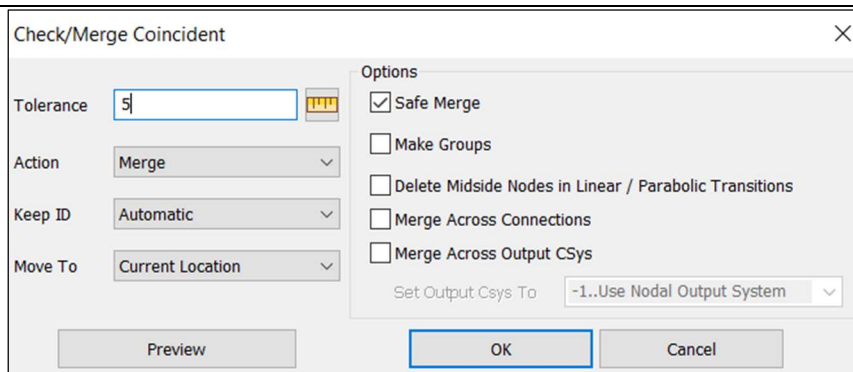 Check/Merge Coincident
Tolerance 5
Action Merge
Keep ID Automatic
Move To Current Location
Options
Safe Merge
Make Groups
Delete Midside Nodes in Linear / Parabolic Transitions
Merge Across Connections
Merge Across Output CSys
Set Output Csys To -1..Use Nodal Output System
Preview OK Cancel